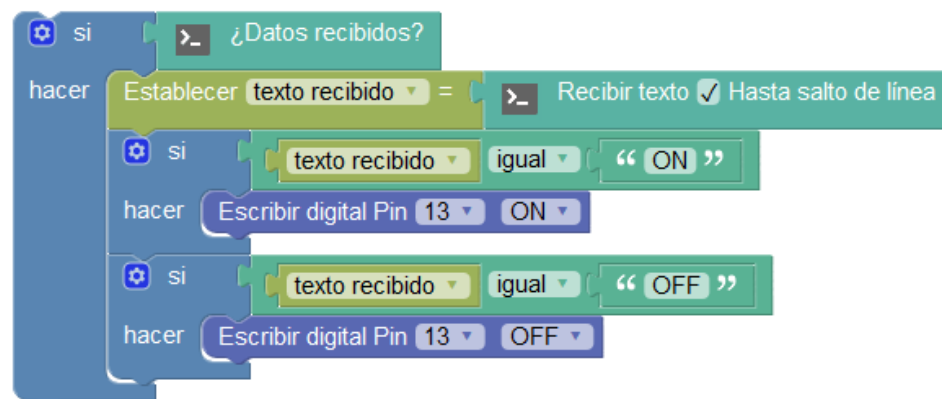 si >_ ¿Datos recibidos?
hacer Establecer texto recibido = >_ Recibir texto Hasta salto de línea
si texto recibido igual “ ON ”
hacer Escribir digital Pin 13 ON
si texto recibido igual “ OFF ”
hacer Escribir digital Pin 13 OFF